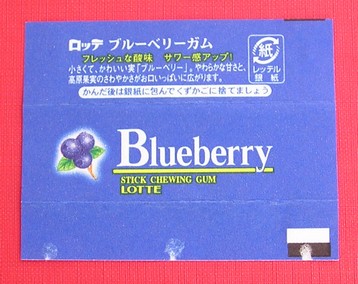 ロッテ ブルーベリーガム
フレッシュな酸味 サワー感アップ!
小さくて、かわいい実「ブルーベリー」。やわらかな甘さと、
高原果実のさわやかさがお口いっぱいに広がります。
かんだ後は銀紙に包んでくずかごに捨てましょう
紙
レッテル
銀紙
Blueberry
STICK CHEWING GUM
LOTTE